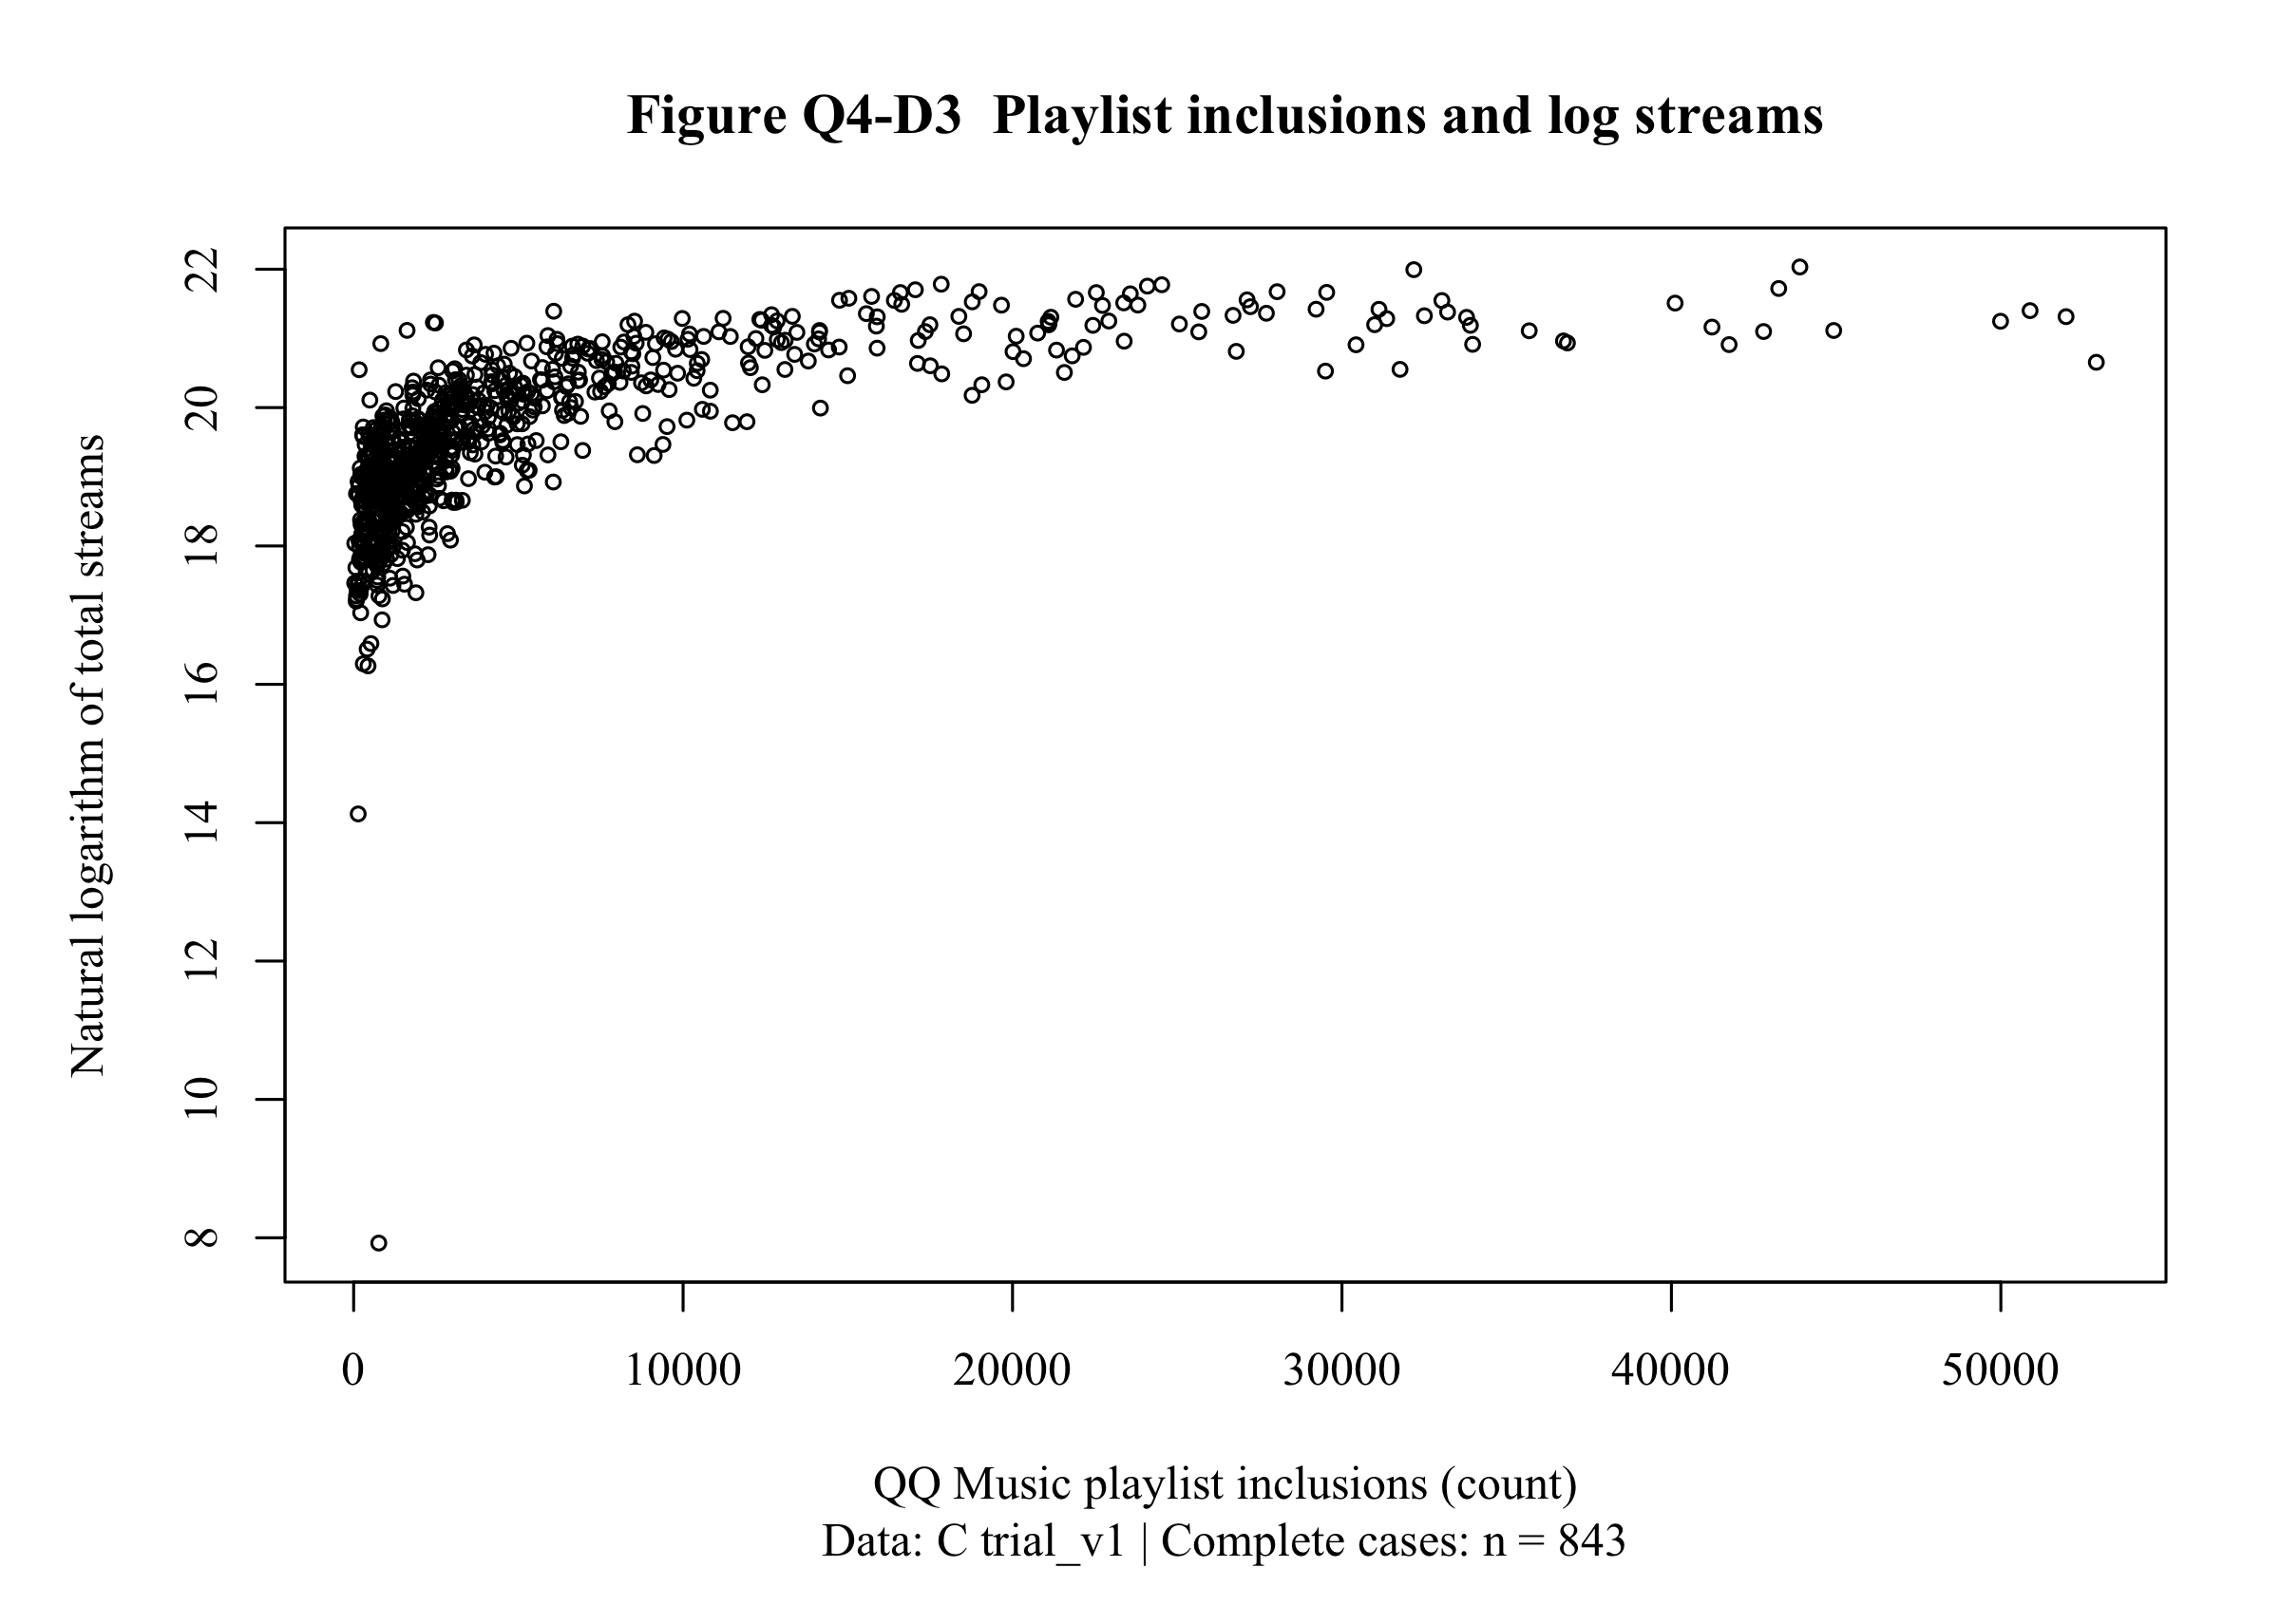 Figure Q4-D3  Playlist inclusions and log streams
Natural logarithm of total streams
22
20
18
16
14
12
10
8
0 10000 20000 30000 40000 50000
QQ Music playlist inclusions (count)
Data: C trial_v1 | Complete cases: n = 843